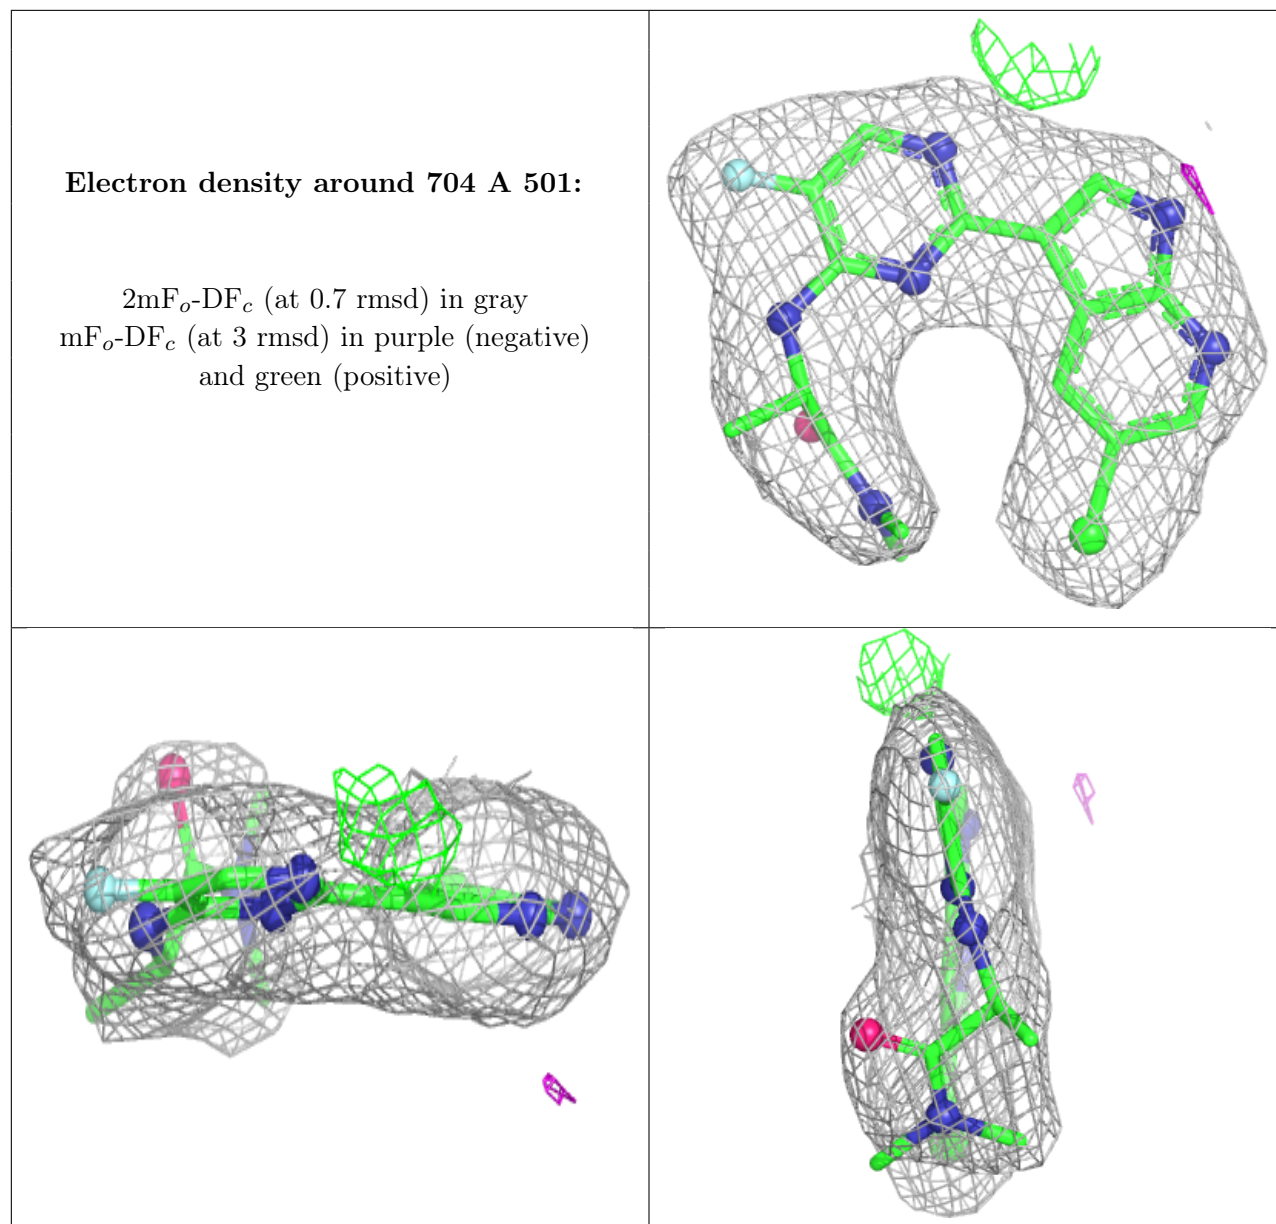 Electron density around 704 A 501:
2mFo-DFc (at 0.7 rmsd) in gray
mFo-DFc (at 3 rmsd) in purple (negative)
and green (positive)